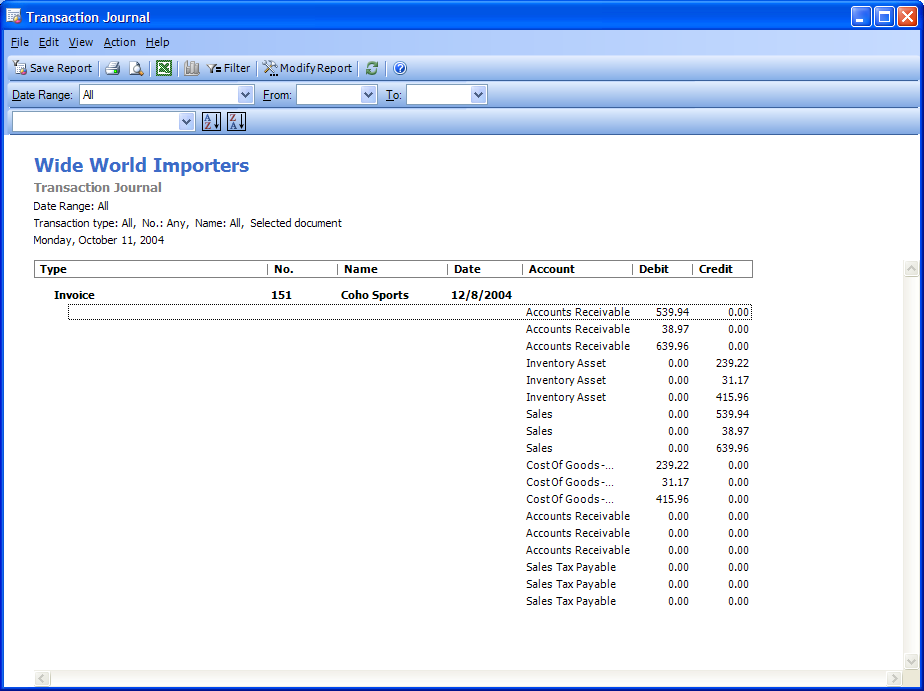 Transaction Journal
File Edit View Action Help
Save Report Filter Modify Report
Date Range: All From: To:
Wide World Importers
Transaction Journal
Date Range: All
Transaction type: All, No.: Any, Name: All, Selected document
Monday, October 11, 2004
Type No. Name Date Account Debit Credit
Invoice 151 Coho Sports 12/8/2004
Accounts Receivable 539.94 0.00
Accounts Receivable 38.97 0.00
Accounts Receivable 639.96 0.00
Inventory Asset 0.00 239.22
Inventory Asset 0.00 31.17
Inventory Asset 0.00 415.96
Sales 0.00 539.94
Sales 0.00 38.97
Sales 0.00 639.96
Cost Of Goods -... 239.22 0.00
Cost Of Goods -... 31.17 0.00
Cost Of Goods -... 415.96 0.00
Accounts Receivable 0.00 0.00
Accounts Receivable 0.00 0.00
Accounts Receivable 0.00 0.00
Sales Tax Payable 0.00 0.00
Sales Tax Payable 0.00 0.00
Sales Tax Payable 0.00 0.00